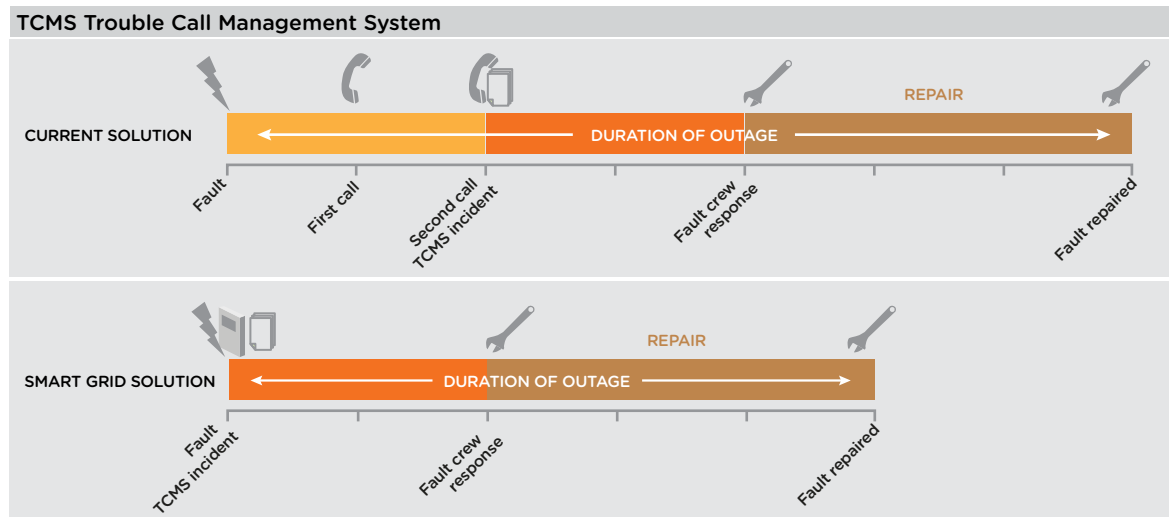 TCMS Trouble Call Management System
REPAIR
CURRENT SOLUTION
DURATION OF OUTAGE
Fault
First call
Second call
TCMS incident
Fault crew
response
Fault repaired
REPAIR
SMART GRID SOLUTION
DURATION OF OUTAGE
Fault
TCMS incident
Fault crew
response
Fault repaired